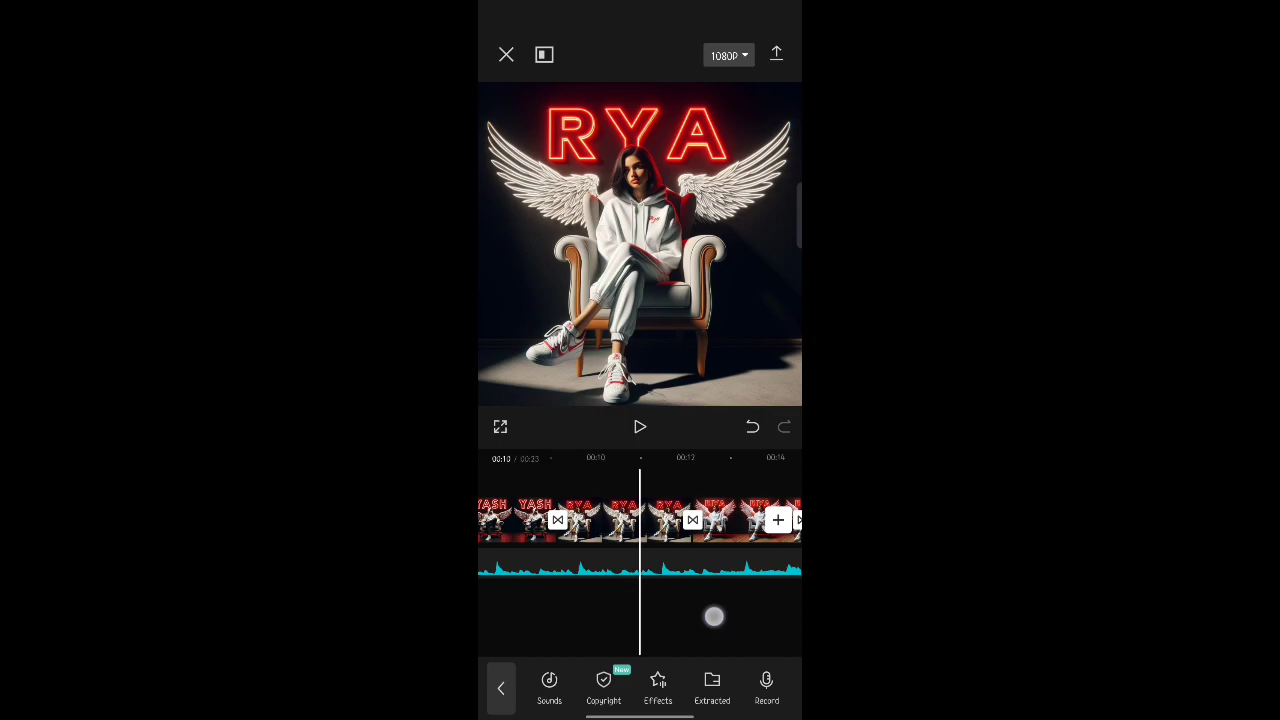 1080P
RYA
00:10 / 00:23
00:10
00:12
00:14
YASH
YASH
RYA
RYA
RYA
New
Sounds
Copyright
Effects
Extracted
Record